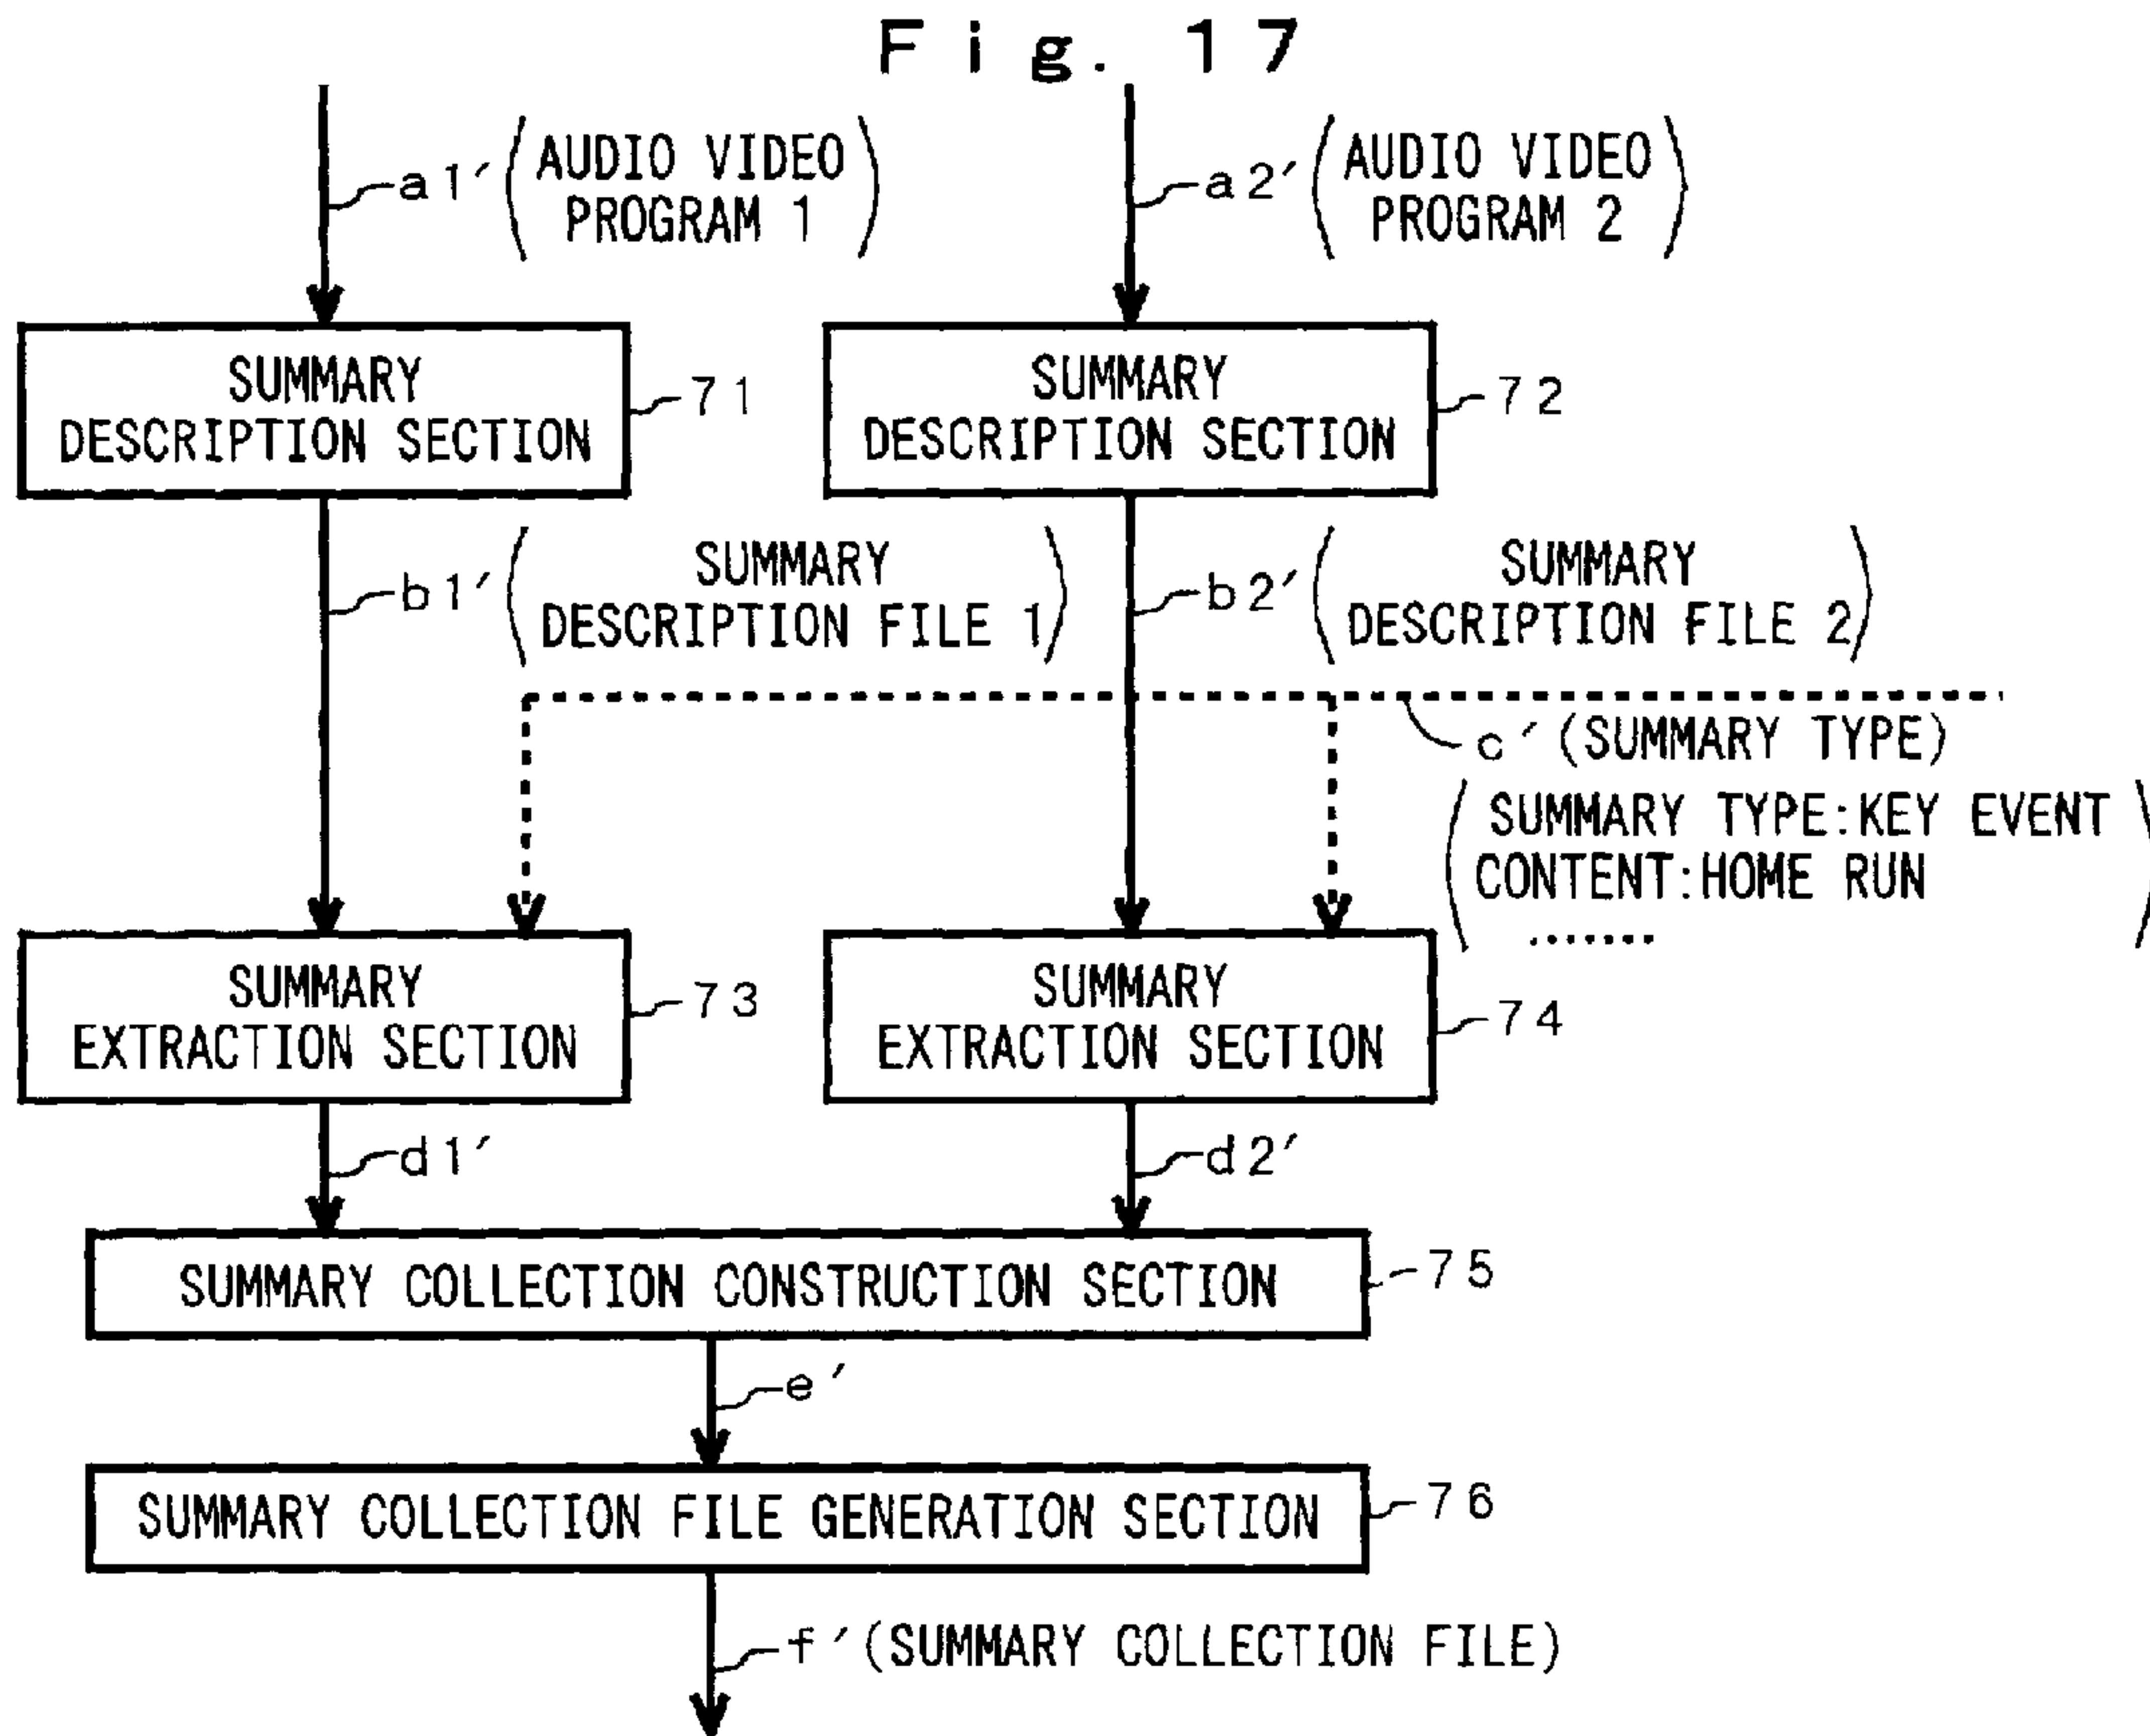 Fig. 17
a1′ (AUDIO VIDEO PROGRAM 1)
a2′ (AUDIO VIDEO PROGRAM 2)
SUMMARY
DESCRIPTION SECTION
71
SUMMARY
DESCRIPTION SECTION
72
b1′ (SUMMARY DESCRIPTION FILE 1)
b2′ (SUMMARY DESCRIPTION FILE 2)
c′ (SUMMARY TYPE)
(SUMMARY TYPE:KEY EVENT
CONTENT:HOME RUN
.......)
SUMMARY
EXTRACTION SECTION
73
SUMMARY
EXTRACTION SECTION
74
d1′
d2′
SUMMARY COLLECTION CONSTRUCTION SECTION
75
e′
SUMMARY COLLECTION FILE GENERATION SECTION
76
f′ (SUMMARY COLLECTION FILE)